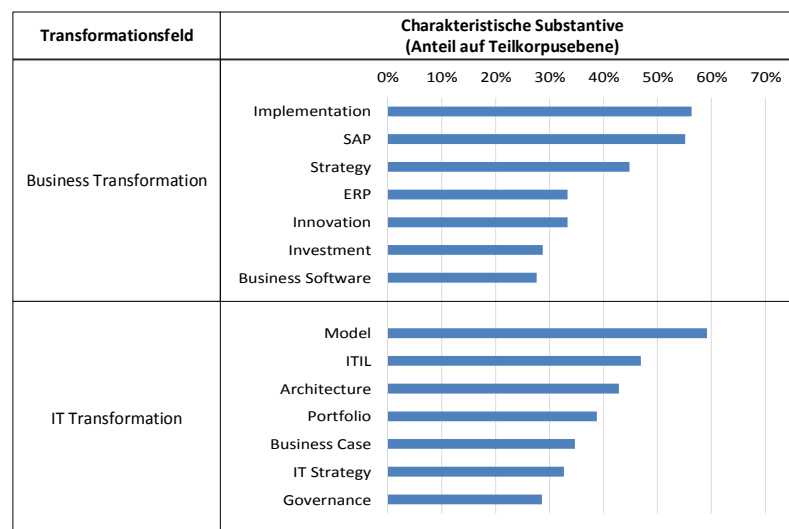 Transformationsfeld
Charakteristische Substantive
(Anteil auf Teilkorpusebene)
0% 10% 20% 30% 40% 50% 60% 70%
Business Transformation
Implementation
SAP
Strategy
ERP
Innovation
Investment
Business Software
IT Transformation
Model
ITIL
Architecture
Portfolio
Business Case
IT Strategy
Governance